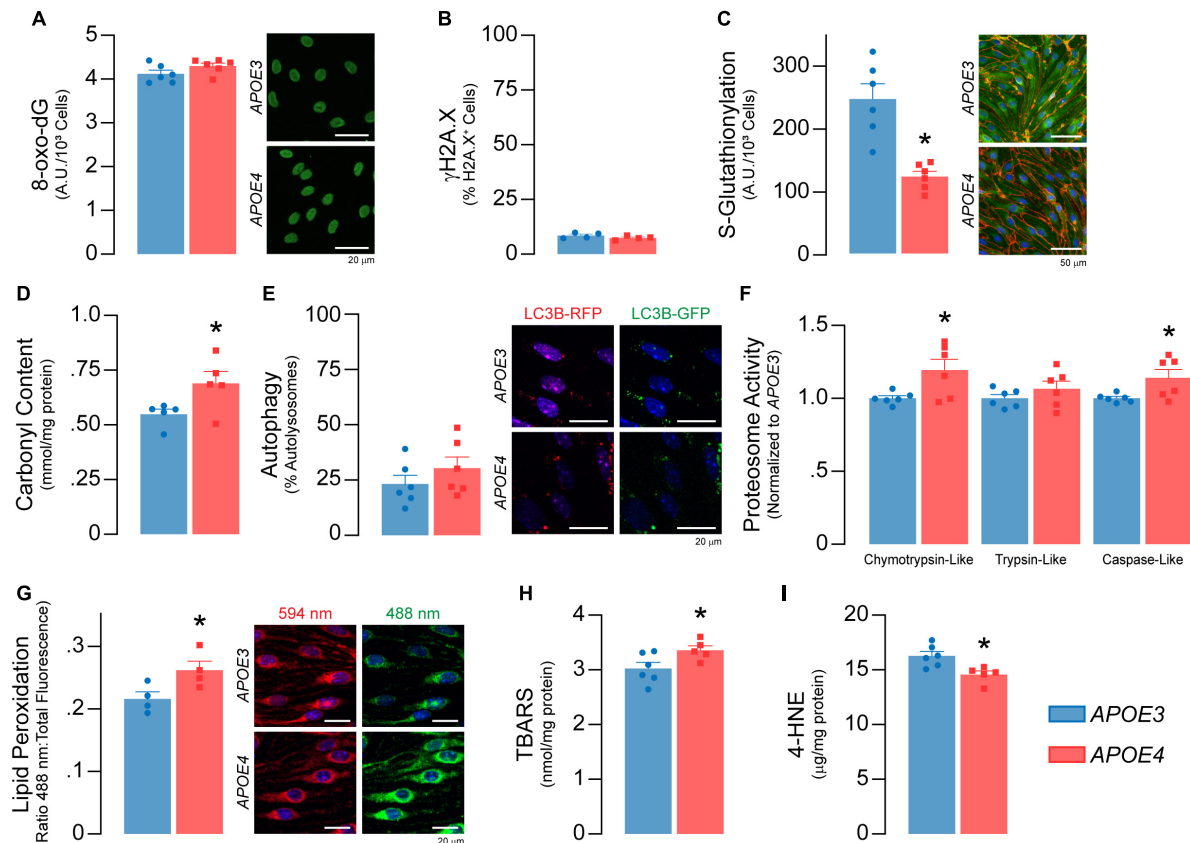 A
8-oxo-dG
(A.U./10³ Cells)
5
4
3
2
1
0
APOE3
APOE4
20 μm
B
γH2A.X
(% H2A.X⁺ Cells)
100
75
50
25
0
C
S-Glutathionylation
(A.U./10³ Cells)
300
200
100
0
*
APOE3
APOE4
50 μm
D
Carbonyl Content
(mmol/mg protein)
1.0
.75
.50
.25
0
*
E
Autophagy
(% Autolysosomes)
100
75
50
25
0
LC3B-RFP
LC3B-GFP
APOE3
APOE4
20 μm
F
Proteosome Activity
(Normalized to APOE3)
1.5
1.0
.5
0
*
*
Chymotrypsin-Like
Trypsin-Like
Caspase-Like
G
Lipid Peroxidation
Ratio 488 nm:Total Fluorescence)
.3
.2
.1
0
*
594 nm
488 nm
APOE3
APOE4
20 μm
H
TBARS
(nmol/mg protein)
4
3
2
1
0
*
I
4-HNE
(μg/mg protein)
20
15
10
5
0
*
APOE3
APOE4